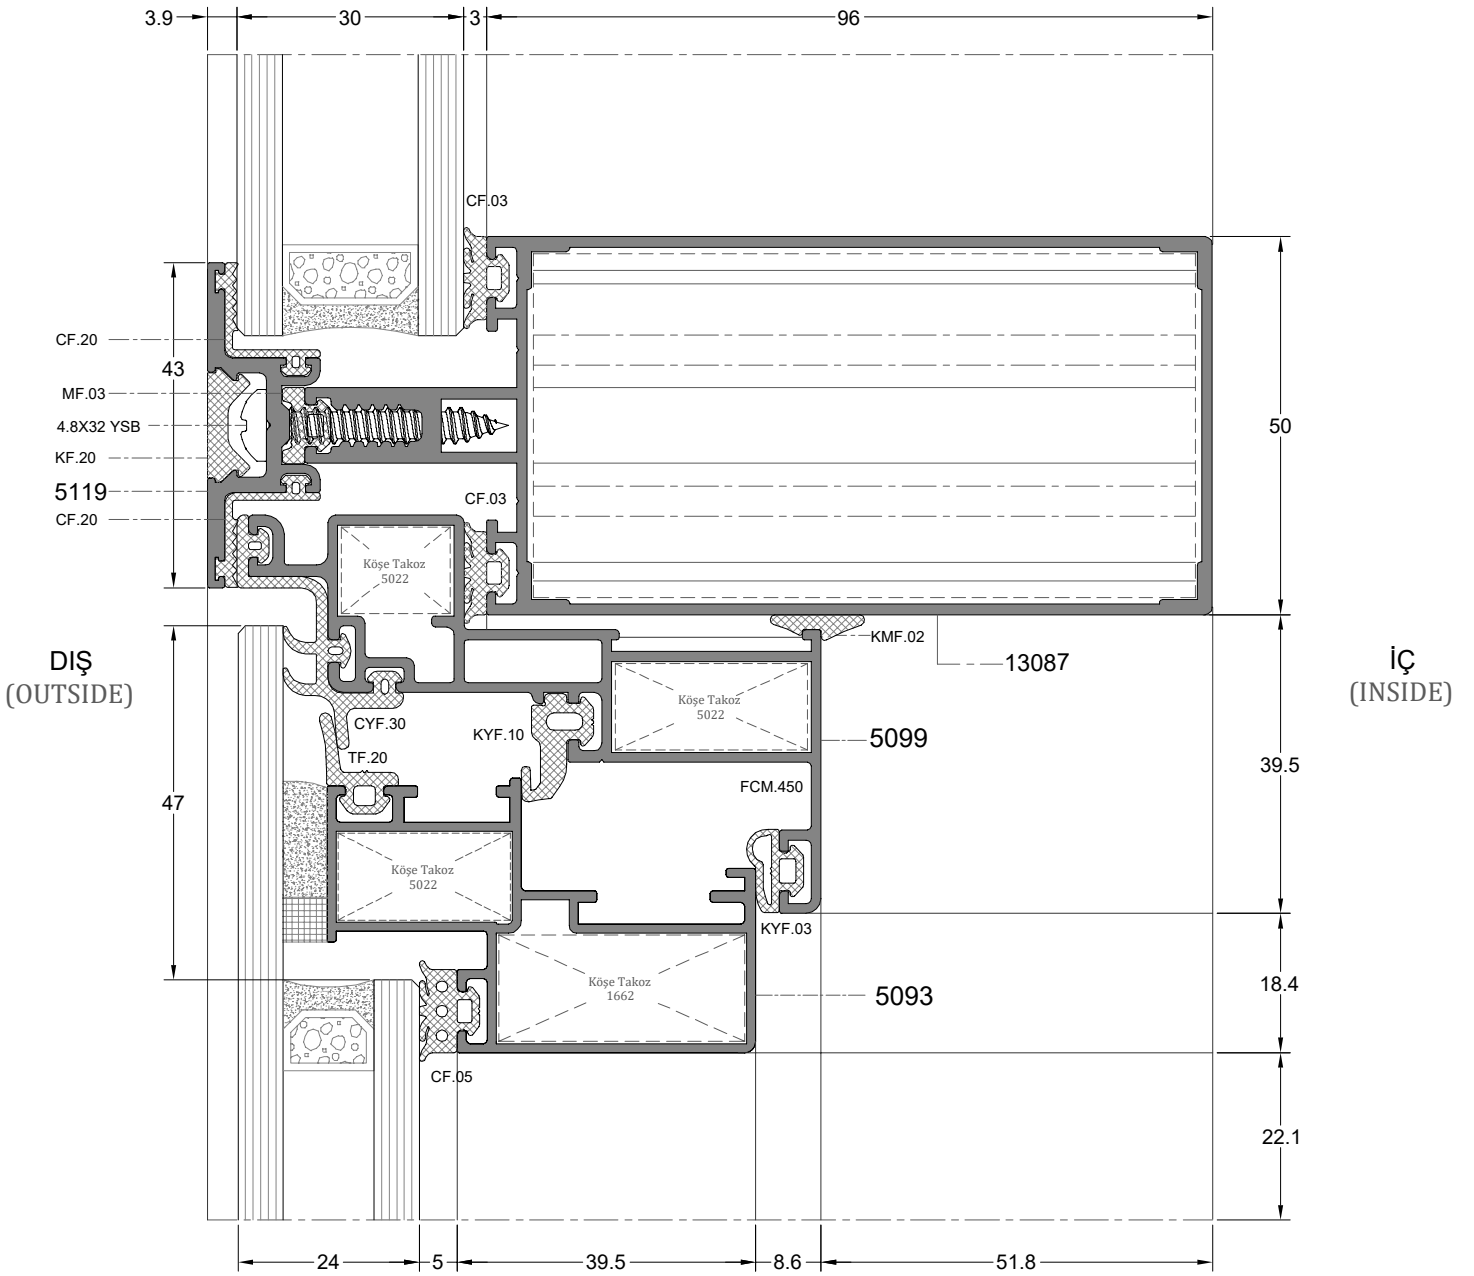 3.9
30
3
96
CF.03
CF.20
43
MF.03
4.8X32 YSB
50
KF.20
5119
CF.03
CF.20
Köşe Takoz
5022
KMF.02
DIŞ
(OUTSIDE)
13087
İÇ
(INSIDE)
Köşe Takoz
5022
CYF.30
KYF.10
5099
TF.20
39.5
FCM.450
47
Köşe Takoz
5022
KYF.03
Köşe Takoz
1662
5093
18.4
CF.05
22.1
24
5
39.5
8.6
51.8